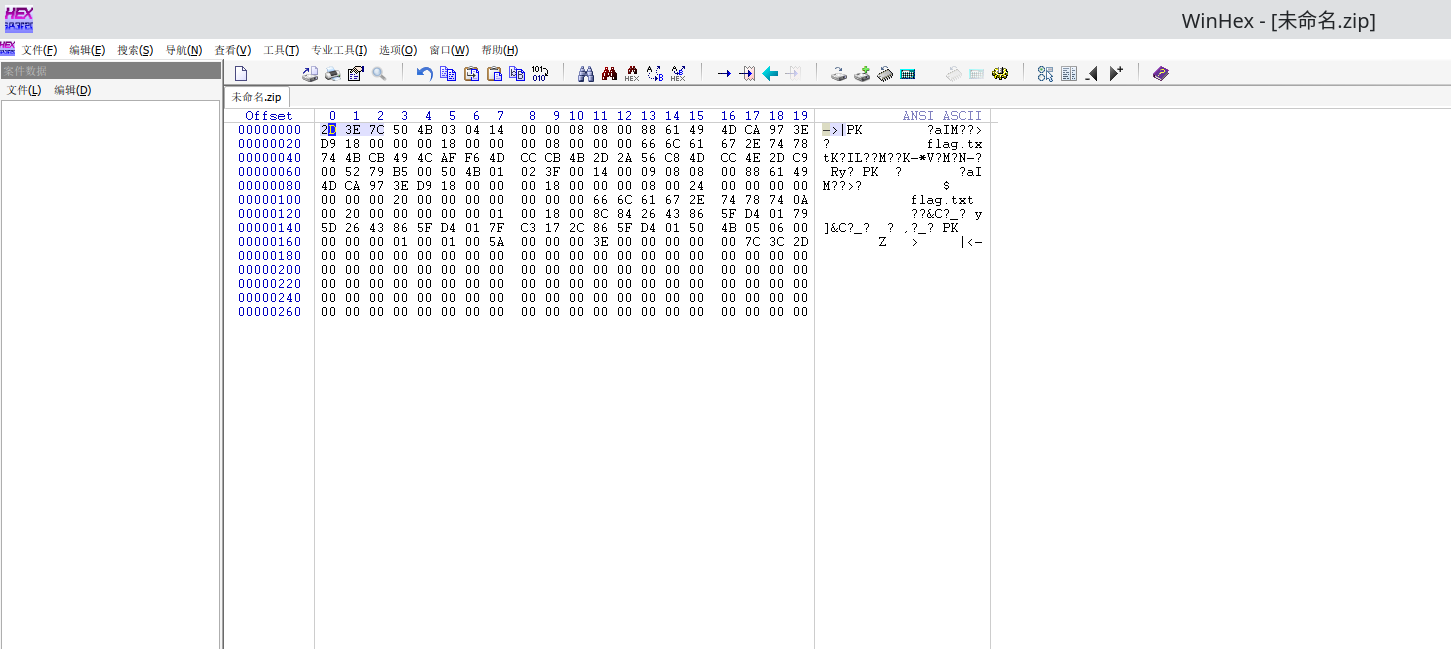 HEX
WinHex - [未命名.zip]
HEX 文件(F) 编辑(E) 搜索(S) 导航(N) 查看(V) 工具(T) 专业工具(I) 选项(O) 窗口(W) 帮助(H)
案件数据
文件(L) 编辑(D)
未命名.zip
Offset 0 1 2 3 4 5 6 7 8 9 10 11 12 13 14 15 16 17 18 19 ANSI ASCII
00000000 2D 3E 7C 50 4B 03 04 14 00 00 08 08 00 88 61 49 4D CA 97 3E ->|PK ?aIM??>
00000020 D9 18 00 00 00 18 00 00 00 08 00 00 00 66 6C 61 67 2E 74 78 ? flag.tx
00000040 74 4B CB 49 4C AF F6 4D CC CB 4B 2D 2A 56 C8 4D CC 4E 2D C9 tK?IL??M??K-*V?M?N-?
00000060 00 52 79 B5 00 50 4B 01 02 3F 00 14 00 09 08 08 00 88 61 49 Ry? PK ? ?aI
00000080 4D CA 97 3E D9 18 00 00 00 18 00 00 00 08 00 24 00 00 00 00 M??>? $
00000100 00 00 00 20 00 00 00 00 00 00 00 66 6C 61 67 2E 74 78 74 0A flag.txt
00000120 00 20 00 00 00 00 00 01 00 18 00 8C 84 26 43 86 5F D4 01 79 ??&C?_? y
00000140 5D 26 43 86 5F D4 01 7F C3 17 2C 86 5F D4 01 50 4B 05 06 00 ]&C?_? ? ,?_? PK
00000160 00 00 00 01 00 01 00 5A 00 00 00 3E 00 00 00 00 00 7C 3C 2D Z > |<-
00000180 00 00 00 00 00 00 00 00 00 00 00 00 00 00 00 00 00 00 00 00
00000200 00 00 00 00 00 00 00 00 00 00 00 00 00 00 00 00 00 00 00 00
00000220 00 00 00 00 00 00 00 00 00 00 00 00 00 00 00 00 00 00 00 00
00000240 00 00 00 00 00 00 00 00 00 00 00 00 00 00 00 00 00 00 00 00
00000260 00 00 00 00 00 00 00 00 00 00 00 00 00 00 00 00 00 00 00 00